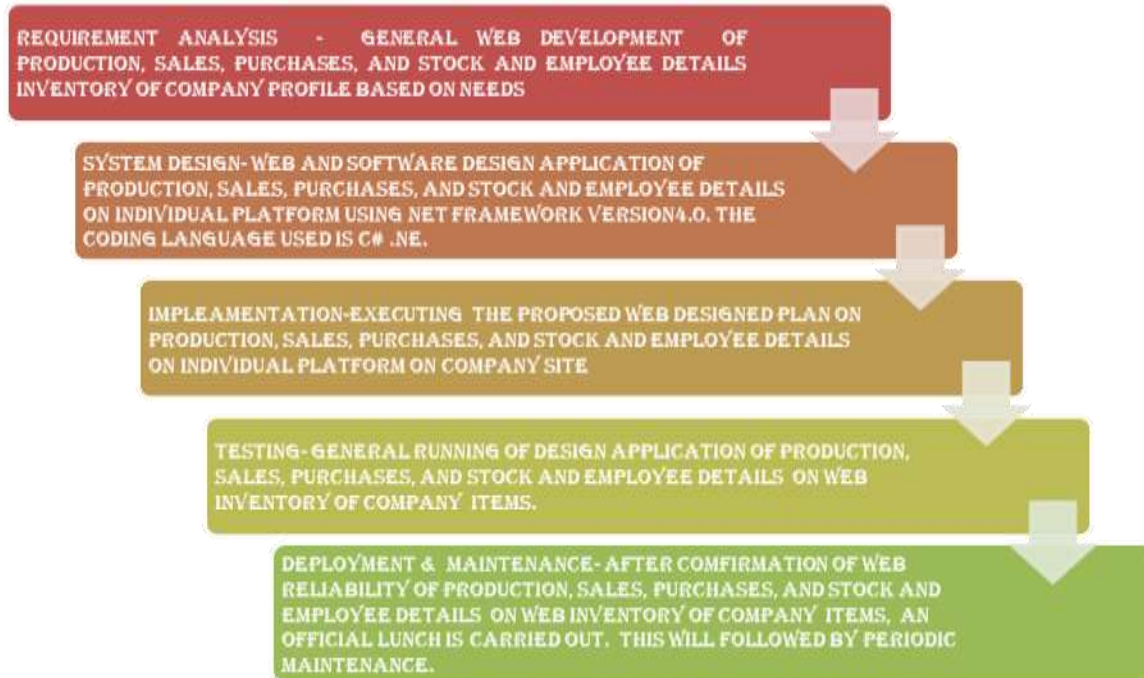 REQUIREMENT ANALYSIS - GENERAL WEB DEVELOPMENT OF
PRODUCTION, SALES, PURCHASES, AND STOCK AND EMPLOYEE DETAILS
INVENTORY OF COMPANY PROFILE BASED ON NEEDS
SYSTEM DESIGN- WEB AND SOFTWARE DESIGN APPLICATION OF
PRODUCTION, SALES, PURCHASES, AND STOCK AND EMPLOYEE DETAILS
ON INDIVIDUAL PLATFORM USING NET FRAMEWORK VERSION4.0. THE
CODING LANGUAGE USED IS C# .NE.
IMPLEAMENTATION-EXECUTING THE PROPOSED WEB DESIGNED PLAN ON
PRODUCTION, SALES, PURCHASES, AND STOCK AND EMPLOYEE DETAILS
ON INDIVIDUAL PLATFORM ON COMPANY SITE
TESTING- GENERAL RUNNING OF DESIGN APPLICATION OF PRODUCTION,
SALES, PURCHASES, AND STOCK AND EMPLOYEE DETAILS ON WEB
INVENTORY OF COMPANY ITEMS.
DEPLOYMENT & MAINTENANCE- AFTER COMFIRMATION OF WEB
RELIABILITY OF PRODUCTION, SALES, PURCHASES, AND STOCK AND
EMPLOYEE DETAILS ON WEB INVENTORY OF COMPANY ITEMS, AN
OFFICIAL LUNCH IS CARRIED OUT. THIS WILL FOLLOWED BY PERIODIC
MAINTENANCE.